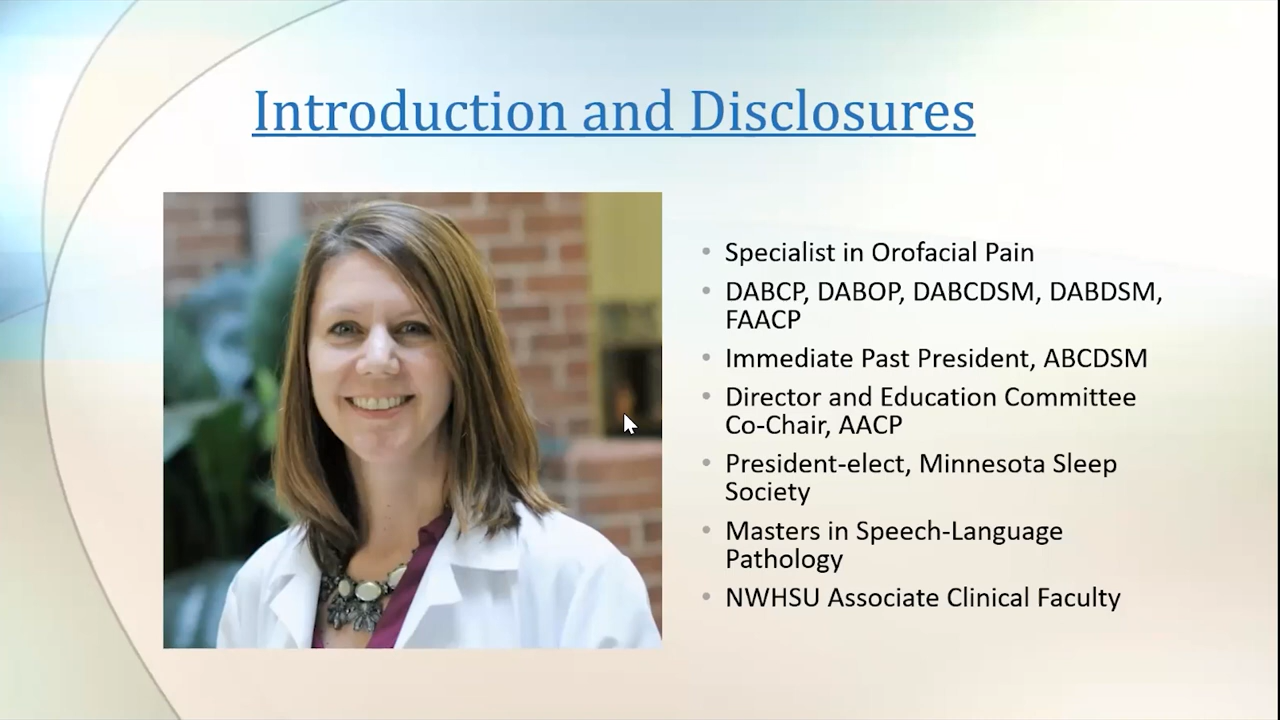 Introduction and Disclosures
• Specialist in Orofacial Pain
• DABCP, DABOP, DABCDSM, DABDSM,
FAACP
• Immediate Past President, ABCDSM
• Director and Education Committee
Co-Chair, AACP
• President-elect, Minnesota Sleep
Society
• Masters in Speech-Language
Pathology
• NWHSU Associate Clinical Faculty